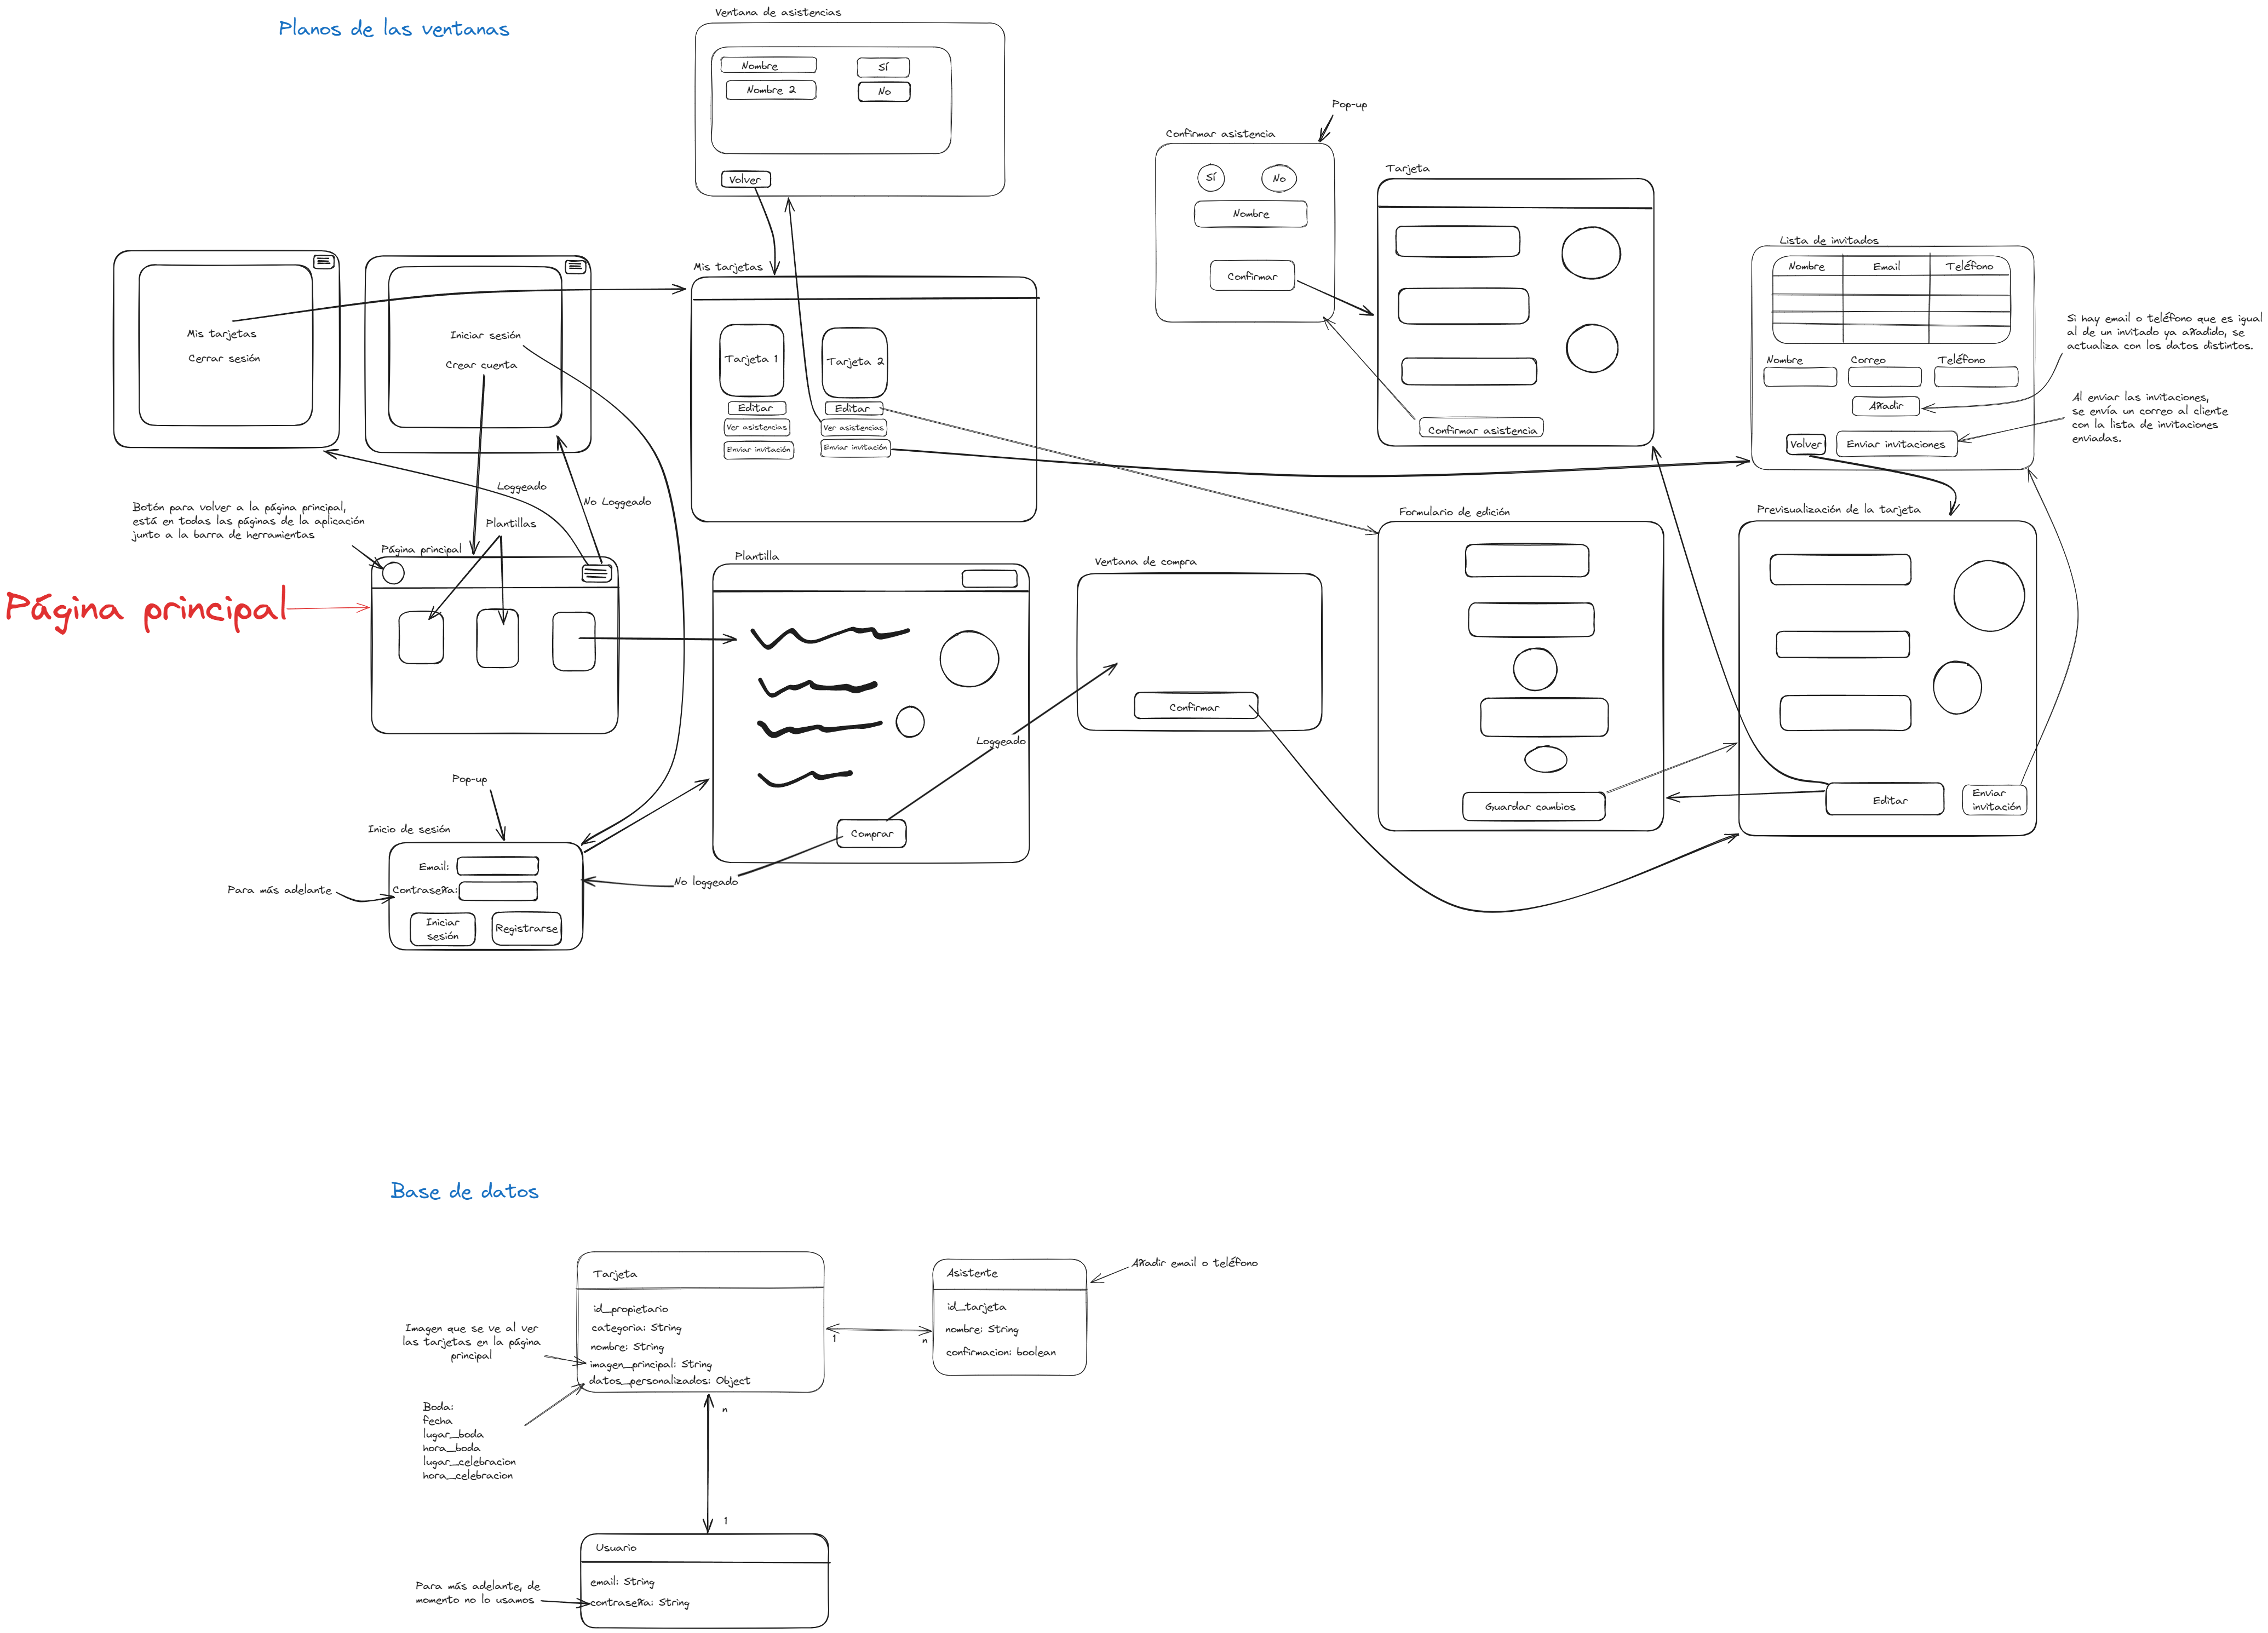 Planos de las ventanas
Ventana de asistencias
Nombre
Sí
Nombre 2
No
Volver
Pop-up
Confirmar asistencia
Sí
No
Nombre
Confirmar
Tarjeta
Confirmar asistencia
Lista de invitados
Nombre
Email
Teléfono
Nombre
Correo
Teléfono
Añadir
Volver
Enviar invitaciones
Si hay email o teléfono que es igual
al de un invitado ya añadido, se
actualiza con los datos distintos.
Al enviar las invitaciones,
se envía un correo al cliente
con la lista de invitaciones
enviadas.
Mis tarjetas
Cerrar sesión
Iniciar sesión
Crear cuenta
Mis tarjetas
Tarjeta 1
Tarjeta 2
Editar
Editar
Ver asistencias
Ver asistencias
Enviar invitación
Enviar invitación
Loggeado
No Loggeado
Botón para volver a la página principal,
está en todas las páginas de la aplicación
junto a la barra de herramientas
Plantillas
Página principal
Página principal
Plantilla
Comprar
Loggeado
No loggeado
Ventana de compra
Confirmar
Formulario de edición
Guardar cambios
Previsualización de la tarjeta
Editar
Enviar
invitación
Pop-up
Inicio de sesión
Email:
Contraseña:
Para más adelante
Iniciar
sesión
Registrarse
Base de datos
Tarjeta
id_propietario
categoria: String
nombre: String
imagen_principal: String
datos_personalizados: Object
Imagen que se ve al ver
las tarjetas en la página
principal
Boda:
fecha
lugar_boda
hora_boda
lugar_celebracion
hora_celebracion
1
n
Asistente
id_tarjeta
nombre: String
confirmacion: boolean
Añadir email o teléfono
n
1
Usuario
email: String
contraseña: String
Para más adelante, de
momento no lo usamos